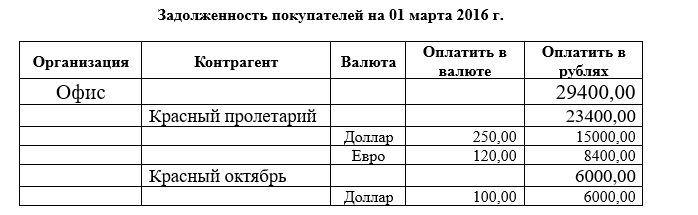 Задолженность покупателей на 01 марта 2016 г.
Организация Контрагент Валюта Оплатить в валюте Оплатить в рублях
Офис 29400,00
Красный пролетарий 23400,00
Доллар 250,00 15000,00
Евро 120,00 8400,00
Красный октябрь 6000,00
Доллар 100,00 6000,00